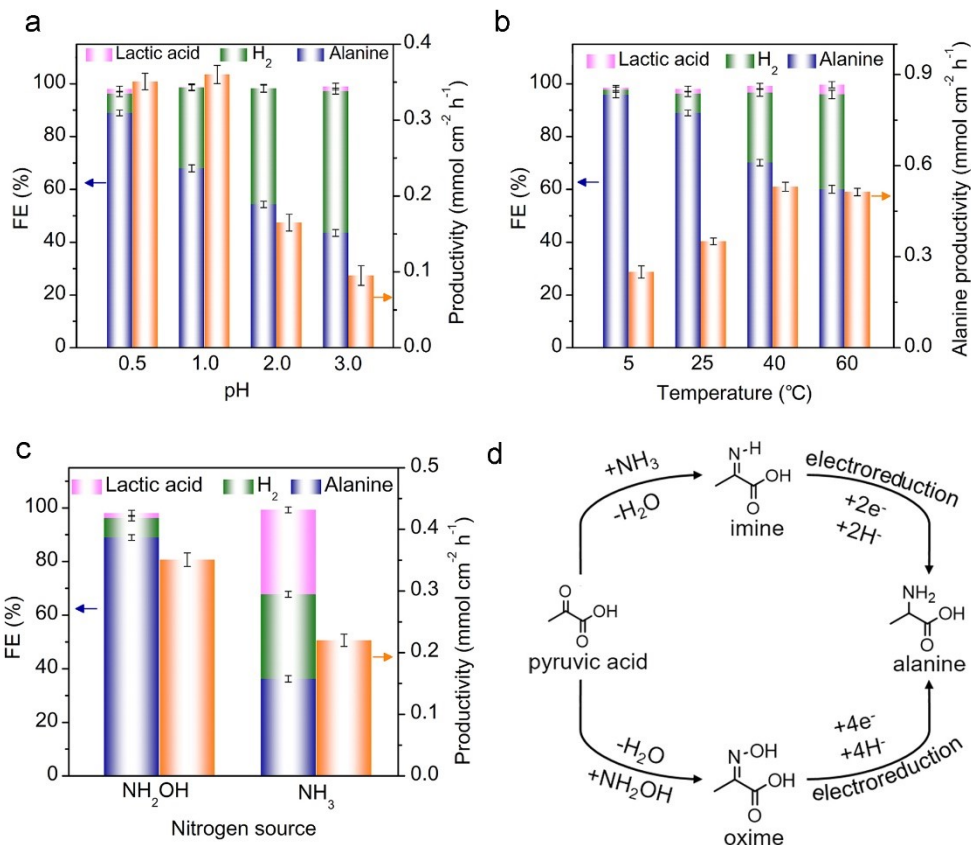 a
Lactic acid H₂ Alanine
FE (%)
100
80
60
40
20
0
0.4
0.3
0.2
0.1
0.0
Productivity (mmol cm⁻² h⁻¹)
0.5 1.0 2.0 3.0
pH
b
Lactic acid H₂ Alanine
FE (%)
100
80
60
40
20
0
0.9
0.6
0.3
0.0
Alanine productivity (mmol cm⁻² h⁻¹)
5 25 40 60
Temperature (℃)
c
Lactic acid H₂ Alanine
FE (%)
100
80
60
40
20
0
0.5
0.4
0.3
0.2
0.1
0.0
Productivity (mmol cm⁻² h⁻¹)
NH₂OH NH₃
Nitrogen source
d
+NH₃
-H₂O
N-H
OH
O
imine
electroreduction
+2e⁻
+2H⁻
O
OH
O
pyruvic acid
NH₂
OH
O
alanine
-H₂O
+NH₂OH
N-OH
OH
O
oxime
+4e⁻
+4H⁻
electroreduction